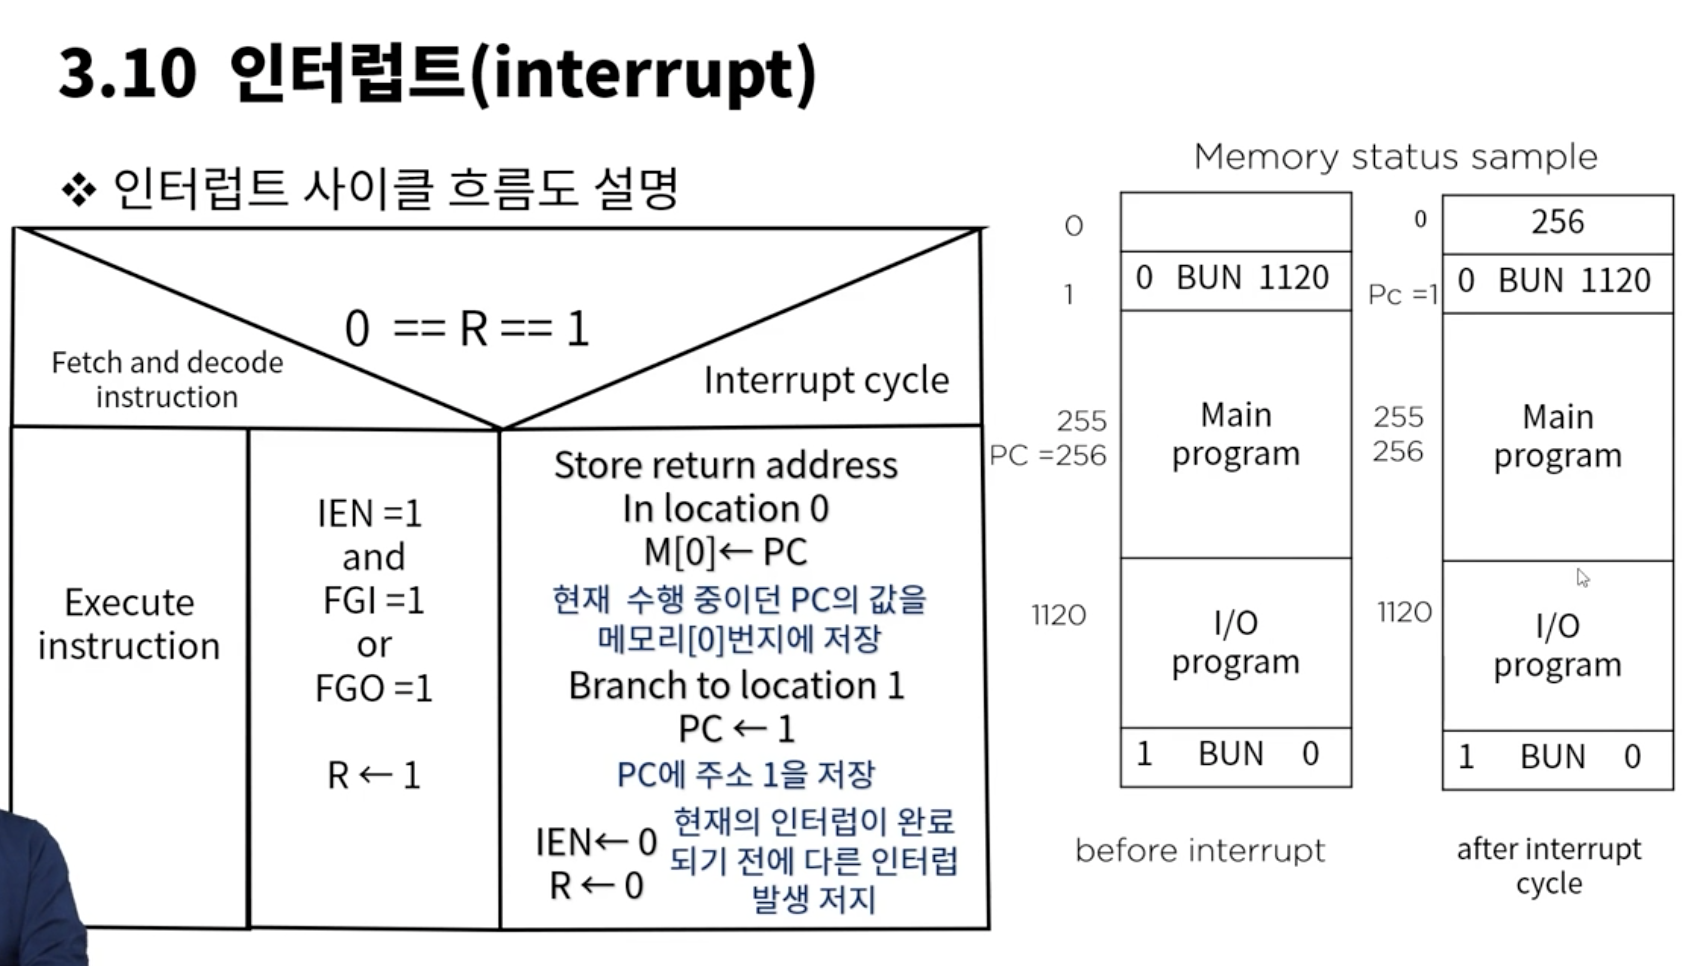 3.10 인터럽트(interrupt)
❖ 인터럽트 사이클 흐름도 설명
0 == R == 1
Fetch and decode
instruction
Interrupt cycle
Execute
instruction
IEN =1
and
FGI =1
or
FGO =1
R ← 1
Store return address
In location 0
M[0]← PC
현재 수행 중이던 PC의 값을
메모리[0]번지에 저장
Branch to location 1
PC ← 1
PC에 주소 1을 저장
IEN← 0
R ← 0
현재의 인터럽이 완료
되기 전에 다른 인터럽
발생 저지
Memory status sample
0
1 0 BUN 1120
255
PC =256
Main
program
1120
I/O
program
1 BUN 0
before interrupt
0 256
Pc =1 0 BUN 1120
255
256
Main
program
1120
I/O
program
1 BUN 0
after interrupt
cycle